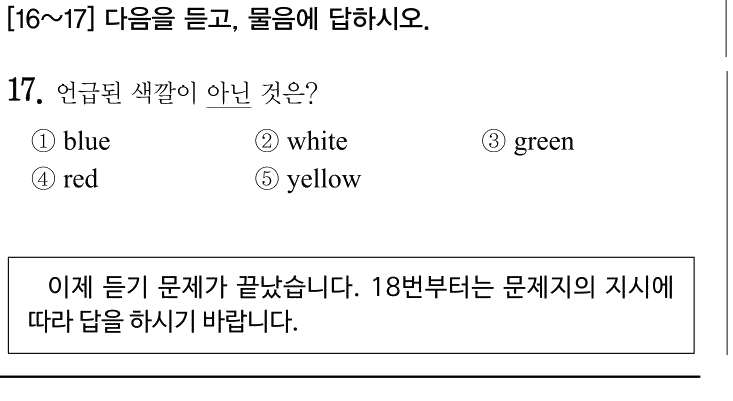 [16~17] 다음을 듣고, 물음에 답하시오.
17. 언급된 색깔이 아닌 것은?
① blue ② white ③ green
④ red ⑤ yellow
이제 듣기 문제가 끝났습니다. 18번부터는 문제지의 지시에
따라 답을 하시기 바랍니다.